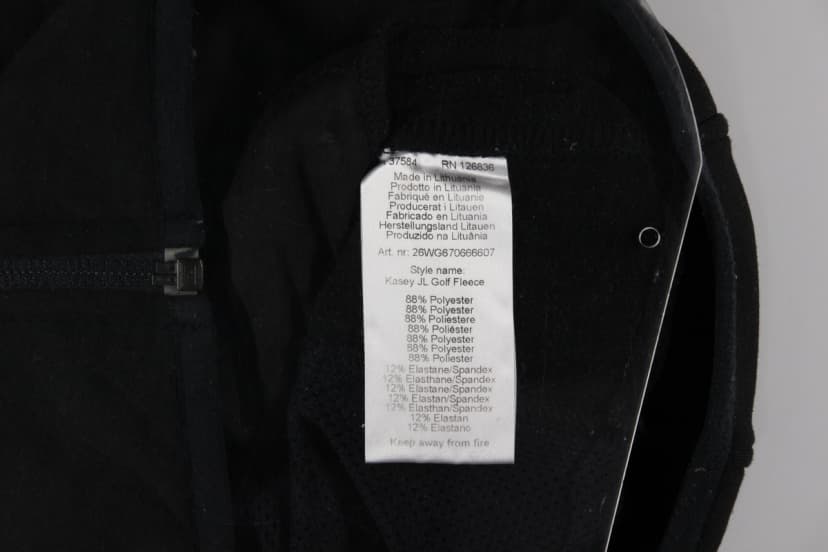 37584 RN 126836
Made in Lithuania
Prodotto in Lituania
Fabriqué en Lituanie
Producerat i Litauen
Fabricado en Lituania
Herstellungsland Litauen
Produzido na Lituânia
Art. nr: 26WG670666607
Style name:
Kasey JL Golf Fleece
88% Polyester
88% Polyester
88% Poliestere
88% Poliéster
88% Polyester
88% Polyester
88% Poliester
12% Elastane/Spandex
12% Elasthane/Spandex
12% Elastane/Spandex
12% Elastan/Spandex
12% Elasthan/Spandex
12% Elastan
12% Elastano
Keep away from fire